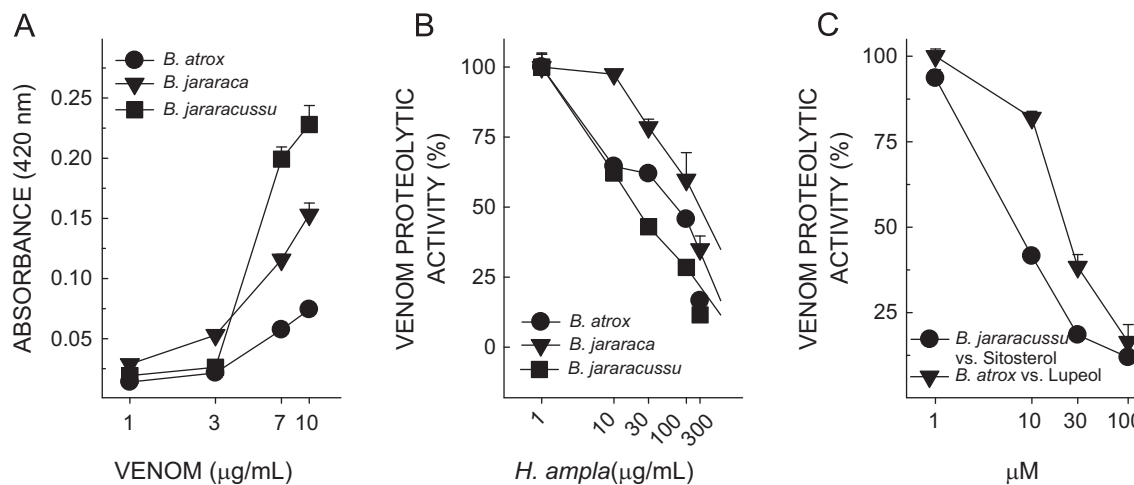 A
B. atrox
B. jararaca
B. jararacussu
ABSORBANCE (420 nm)
0.25
0.20
0.15
0.10
0.05
1
3
7
10
VENOM (μg/mL)
B
VENOM PROTEOLYTIC
ACTIVITY (%)
100
75
50
25
0
B. atrox
B. jararaca
B. jararacussu
1
10
30
100
300
H. ampla(μg/mL)
C
VENOM PROTEOLYTIC
ACTIVITY (%)
100
75
50
25
B. jararacussu
vs. Sitosterol
B. atrox vs. Lupeol
1
10
30
100
μM